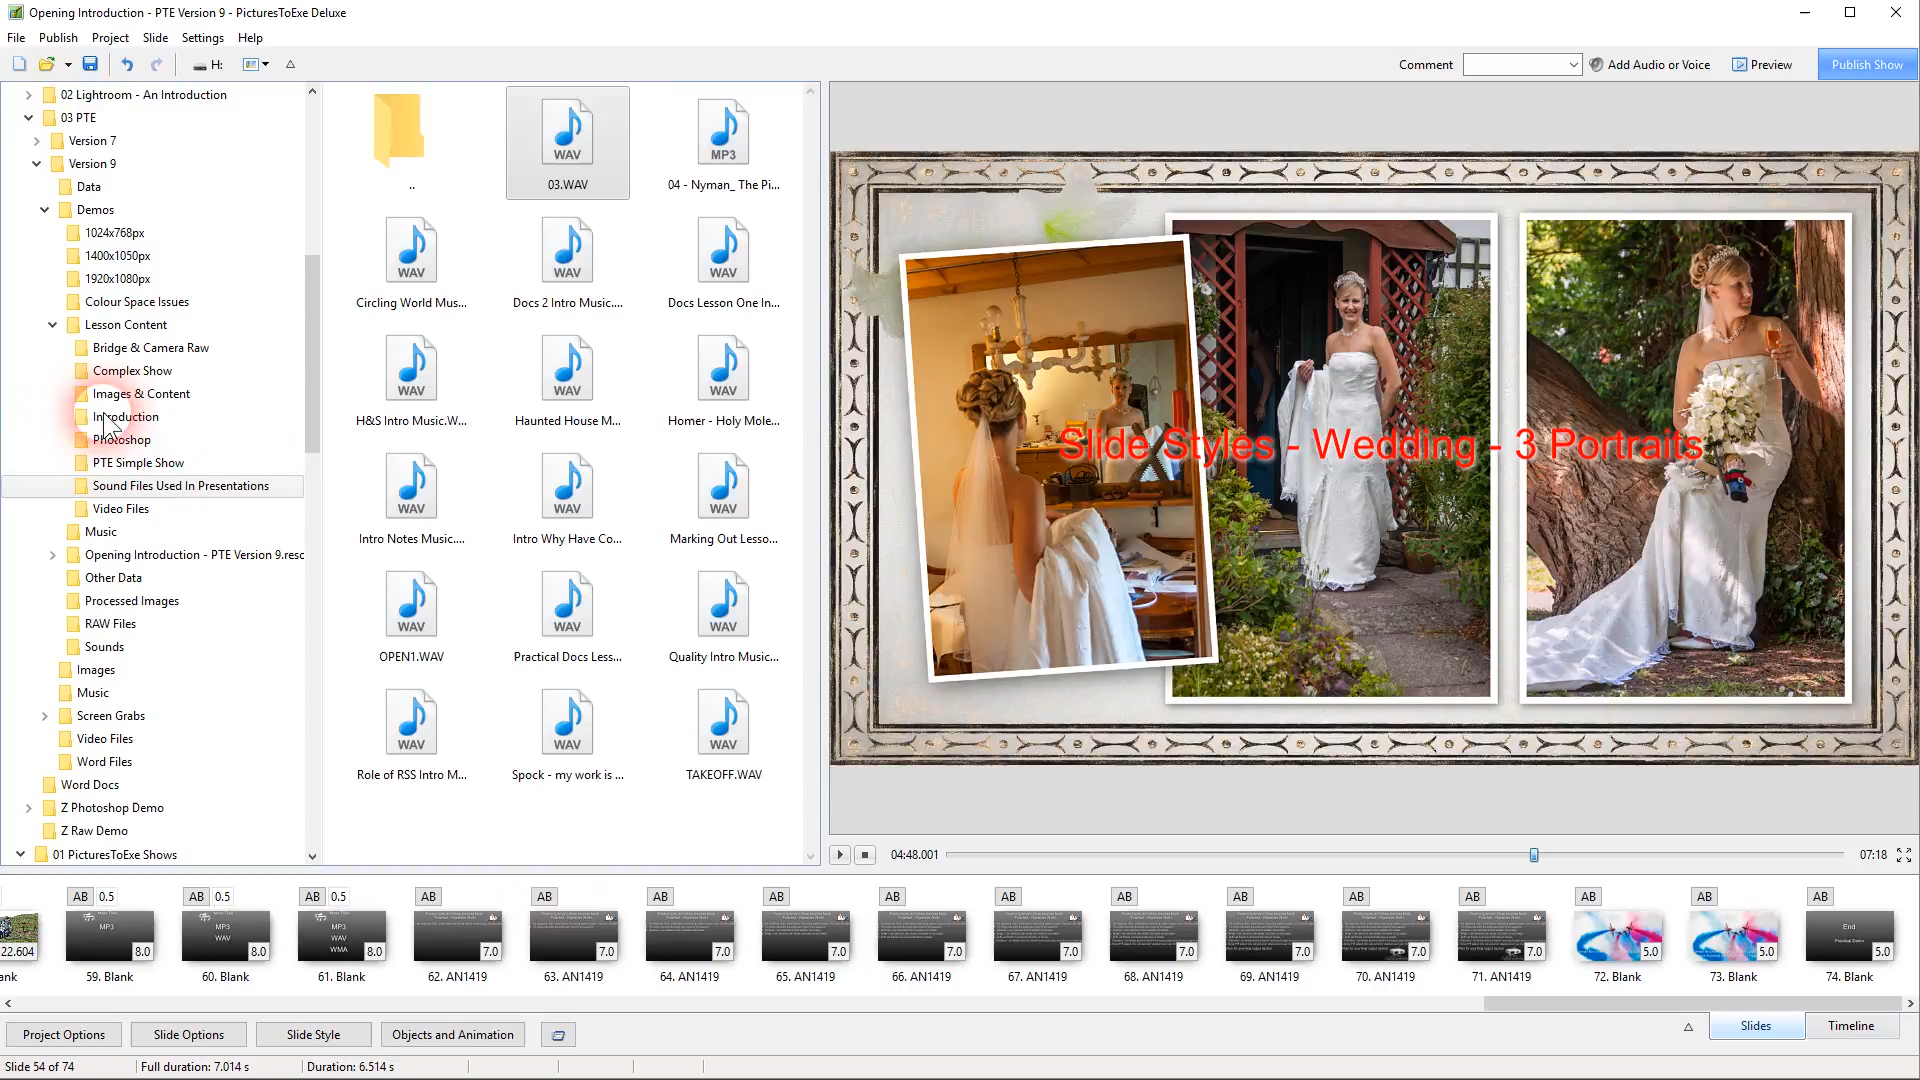 Opening Introduction - PTE Version 9 - PicturesToExe Deluxe
File Publish Project Slide Settings Help
H: Comment Add Audio or Voice Preview Publish Show
02 Lightroom - An Introduction
03 PTE
Version 7
Version 9
Data
Demos
1024x768px
1400x1050px
1920x1080px
Colour Space Issues
Lesson Content
Bridge & Camera Raw
Complex Show
Images & Content
Introduction
Photoshop
PTE Simple Show
Sound Files Used In Presentations
Video Files
Music
Opening Introduction - PTE Version 9.resc
Other Data
Processed Images
RAW Files
Sounds
Images
Music
Screen Grabs
Video Files
Word Files
Word Docs
Z Photoshop Demo
Z Raw Demo
01 PicturesToExe Shows
WAV MP3
.. 03.WAV 04 - Nyman_ The Pi...
WAV WAV WAV
Circling World Mus... Docs 2 Intro Music.... Docs Lesson One In...
WAV WAV WAV
H&S Intro Music.W... Haunted House M... Homer - Holy Mole...
WAV WAV WAV
Intro Notes Music.... Intro Why Have Co... Marking Out Lesso...
WAV WAV WAV
OPEN1.WAV Practical Docs Less... Quality Intro Music...
WAV WAV WAV
Role of RSS Intro M... Spock - my work is ... TAKEOFF.WAV
Slide Styles - Wedding - 3 Portraits
04:48.001 07:18
AB 0.5 AB 0.5 AB 0.5 AB AB AB AB AB AB AB AB AB AB AB AB AB
MP3
MP3
WAV
MP3
WAV
WMA
End
22.604 8.0 8.0 8.0 7.0 7.0 7.0 7.0 7.0 7.0 7.0 7.0 7.0 7.0 5.0 5.0 5.0
ank 59. Blank 60. Blank 61. Blank 62. AN1419 63. AN1419 64. AN1419 65. AN1419 66. AN1419 67. AN1419 68. AN1419 69. AN1419 70. AN1419 71. AN1419 72. Blank 73. Blank 74. Blank
Project Options Slide Options Slide Style Objects and Animation Slides Timeline
Slide 54 of 74 Full duration: 7.014 s Duration: 6.514 s